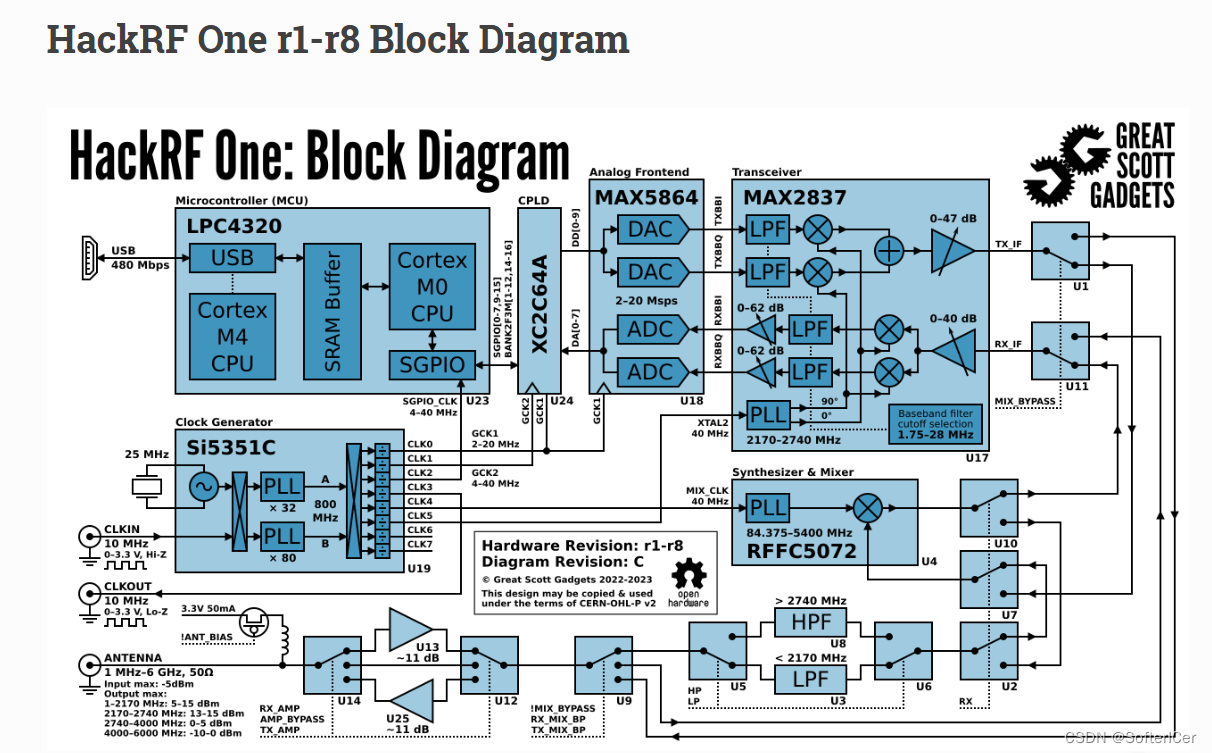 HackRF One r1-r8 Block Diagram
HackRF One: Block Diagram
GREAT
SCOTT
GADGETS
Microcontroller (MCU)
LPC4320
USB
480 Mbps
USB
SRAM Buffer
Cortex
M0
CPU
Cortex
M4
CPU
SGPIO
SGPIO_CLK
4–40 MHz
U23
SGPIO[0-7,9-15]
BANK2F3M[1-12,14-16]
CPLD
XC2C64A
GCK2
GCK1
U24
DD[0-9]
DA[0-7]
Analog Frontend
MAX5864
DAC
DAC
2–20 Msps
ADC
ADC
GCK1
U18
TXBBI
TXBBQ
RXBBI
RXBBQ
Transceiver
MAX2837
LPF
LPF
0–47 dB
0–62 dB
LPF
0–62 dB
LPF
0–40 dB
PLL
90°
0°
2170–2740 MHz
Baseband filter
cutoff selection
1.75–28 MHz
U17
XTAL2
40 MHz
TX_IF
U1
RX_IF
U11
MIX_BYPASS
Clock Generator
Si5351C
25 MHz
PLL
× 32
A
800
MHz
PLL
× 80
B
U19
CLK0
CLK1
CLK2
CLK3
CLK4
CLK5
CLK6
CLK7
GCK1
2–20 MHz
GCK2
4–40 MHz
CLKIN
10 MHz
0–3.3 V, Hi-Z
CLKOUT
10 MHz
0–3.3 V, Lo-Z
Synthesizer & Mixer
MIX_CLK
40 MHz
PLL
84.375–5400 MHz
RFFC5072
U4
U10
U7
Hardware Revision: r1-r8
Diagram Revision: C
© Great Scott Gadgets 2022-2023
This design may be copied & used
under the terms of CERN-OHL-P v2
open
hardware
3.3V 50mA
!ANT_BIAS
ANTENNA
1 MHz–6 GHz, 50Ω
Input max: -5dBm
Output max:
1–2170 MHz: 5–15 dBm
2170–2740 MHz: 13–15 dBm
2740–4000 MHz: 0–5 dBm
4000–6000 MHz: -10–0 dBm
U14
U13
~11 dB
U25
~11 dB
U12
RX_AMP
AMP_BYPASS
TX_AMP
U9
!MIX_BYPASS
RX_MIX_BP
TX_MIX_BP
U5
HP
LP
> 2740 MHz
HPF
U8
< 2170 MHz
LPF
U3
U6
U2
RX
CSDN @SoftenCer